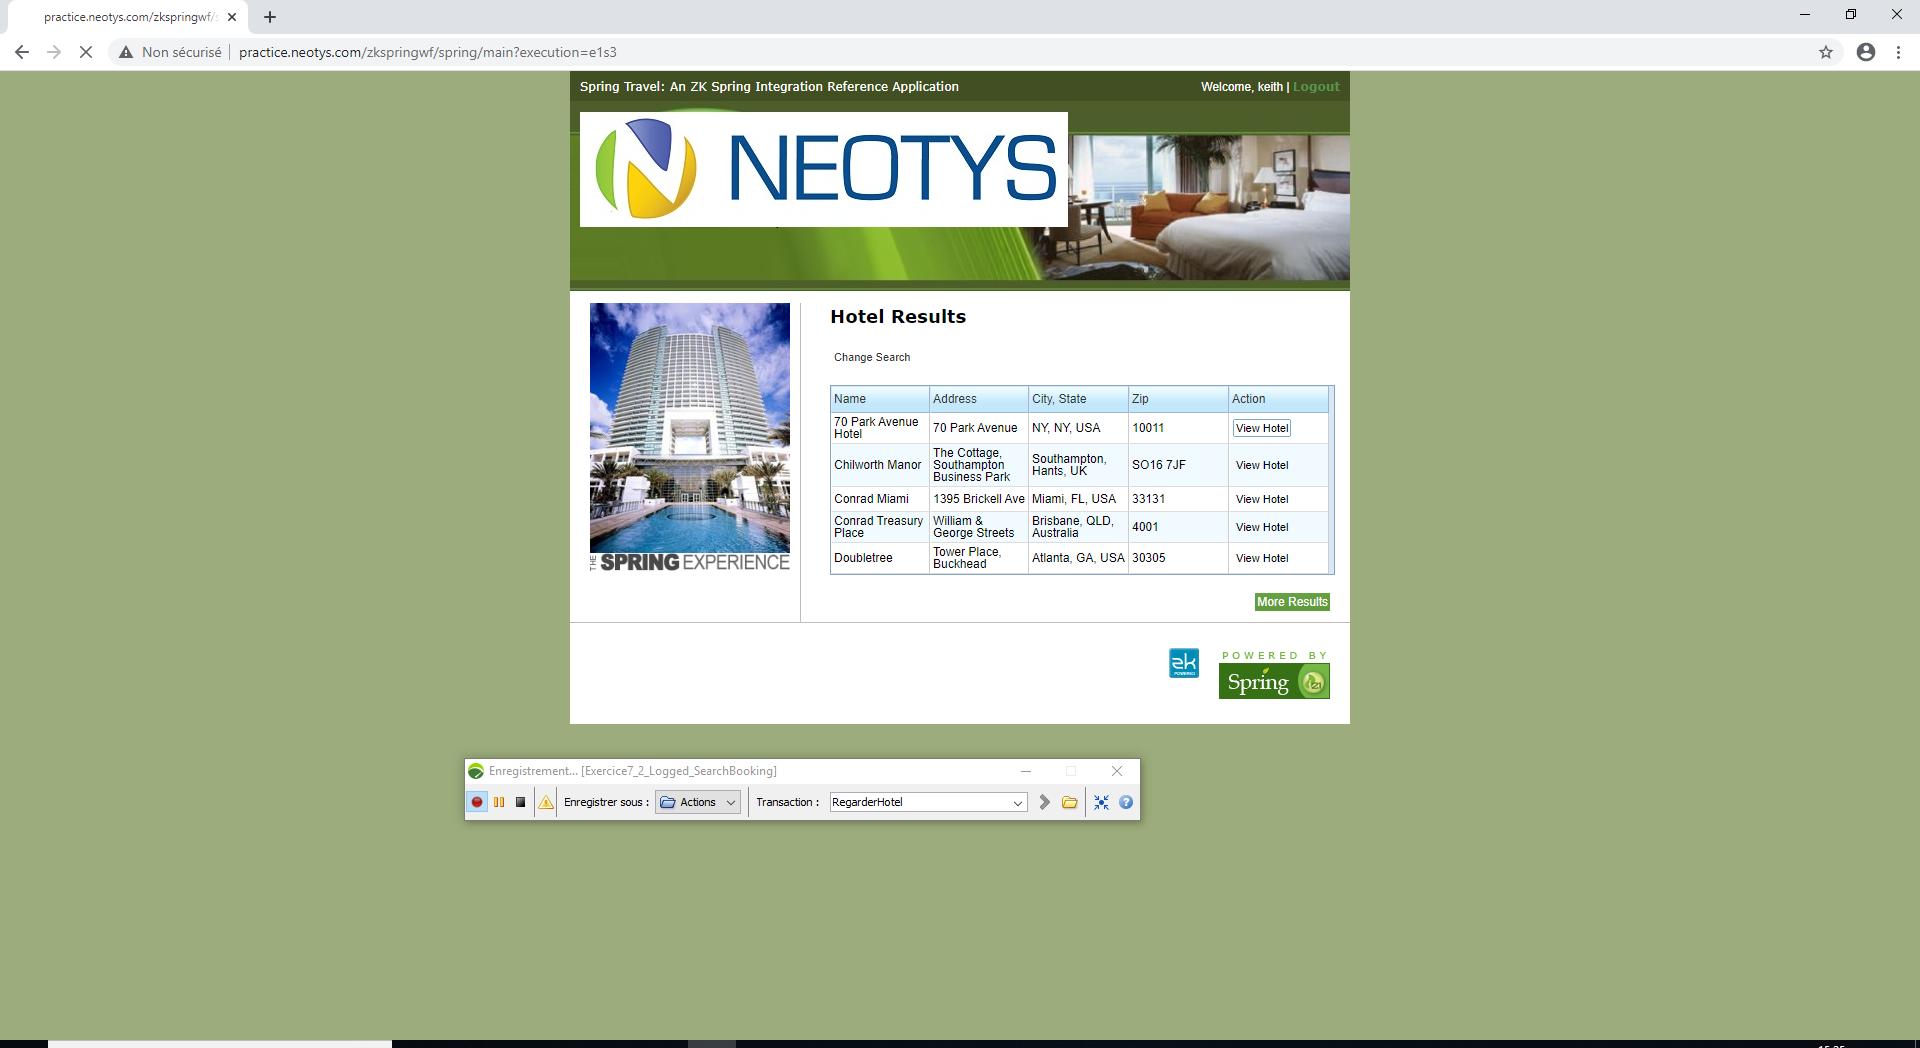 practice.neotys.com/zkspringwf/s
Non sécurisé
practice.neotys.com/zkspringwf/spring/main?execution=e1s3
Spring Travel: An ZK Spring Integration Reference Application
Welcome, keith | Logout
NEOTYS
Hotel Results
Change Search
Name Address City, State Zip Action
70 Park Avenue
Hotel
70 Park Avenue
NY, NY, USA
10011
View Hotel
Chilworth Manor
The Cottage,
Southampton
Business Park
Southampton,
Hants, UK
SO16 7JF
View Hotel
Conrad Miami
1395 Brickell Ave
Miami, FL, USA
33131
View Hotel
Conrad Treasury
Place
William &
George Streets
Brisbane, QLD,
Australia
4001
View Hotel
Doubletree
Tower Place,
Buckhead
Atlanta, GA, USA
30305
View Hotel
THE SPRING EXPERIENCE
More Results
zk
POWERED
POWERED BY
Spring
Enregistrement... [Exercice7_2_Logged_SearchBooking]
Enregistrer sous : Actions Transaction : RegarderHotel